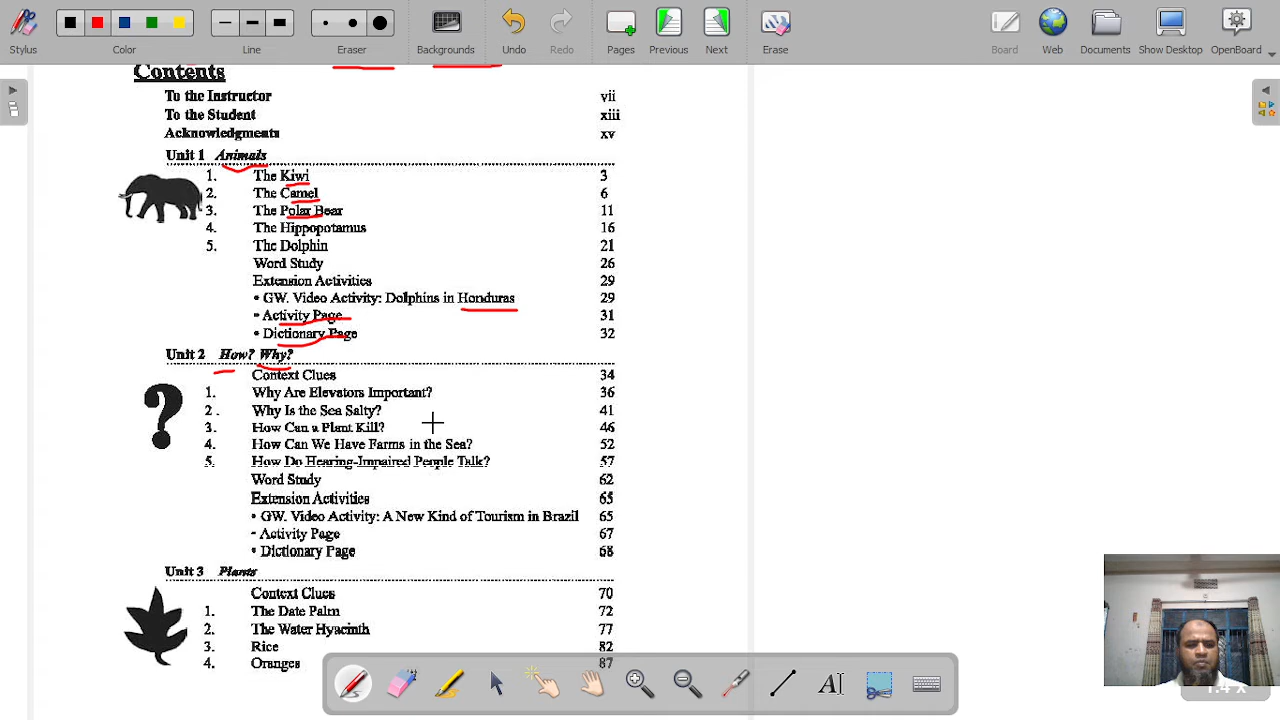 Stylus
Color
Line
Eraser
Backgrounds
Undo
Redo
Pages
Previous
Next
Erase
Board
Web
Documents
Show Desktop
OpenBoard
Contents
To the Instructor vii
To the Student xiii
Acknowledgments xv
Unit 1 Animals
1. The Kiwi 3
2. The Camel 6
3. The Polar Bear 11
4. The Hippopotamus 16
5. The Dolphin 21
Word Study 26
Extension Activities 29
• GW. Video Activity: Dolphins in Honduras 29
• Activity Page 31
• Dictionary Page 32
Unit 2 How? Why?
Context Clues 34
1. Why Are Elevators Important? 36
2 . Why Is the Sea Salty? 41
3. How Can a Plant Kill? 46
4. How Can We Have Farms in the Sea? 52
5. How Do Hearing-Impaired People Talk? 57
Word Study 62
Extension Activities 65
• GW. Video Activity: A New Kind of Tourism in Brazil 65
- Activity Page 67
• Dictionary Page 68
Unit 3 Plants
Context Clues 70
1. The Date Palm 72
2. The Water Hyacinth 77
3. Rice 82
4. Oranges 87
1.4 x